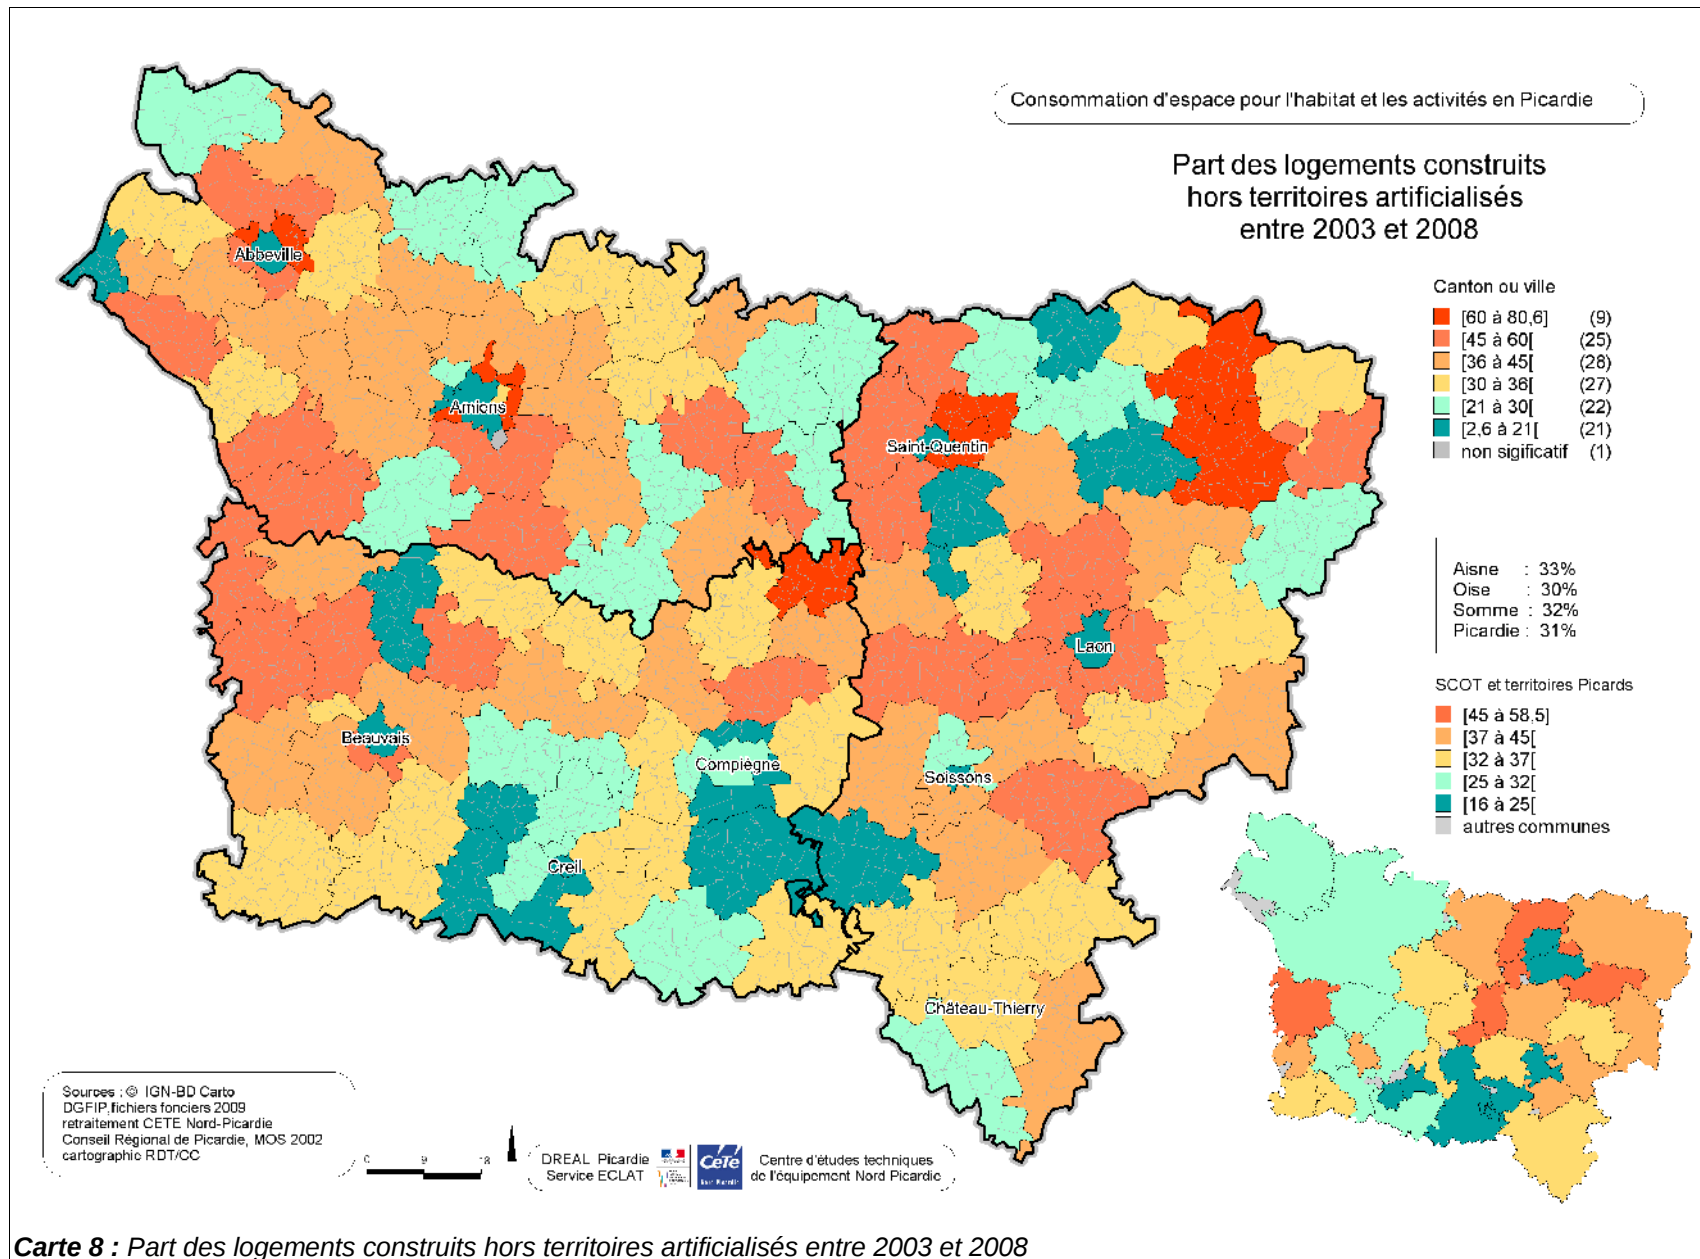 Consommation d'espace pour l'habitat et les activités en Picardie
Part des logements construits
hors territoires artificialisés
entre 2003 et 2008
Canton ou ville
[60 à 80,6] (9)
[45 à 60[ (25)
[36 à 45[ (28)
[30 à 36[ (27)
[21 à 30[ (22)
[2,6 à 21[ (21)
non sigificatif (1)
Abbeville
Amiens
Saint-Quentin
Laon
Beauvais
Compiègne
Soissons
Creil
Château-Thierry
Aisne : 33%
Oise : 30%
Somme : 32%
Picardie : 31%
SCOT et territoires Picards
[45 à 58,5]
[37 à 45[
[32 à 37[
[25 à 32[
[16 à 25[
autres communes
Sources : © IGN-BD Carto
DGFIP,fichiers fonciers 2009
retraitement CETE Nord-Picardie
Conseil Régional de Picardie, MOS 2002
cartographie RDT/CC
0 9 18
DREAL Picardie
Service ECLAT
CeTe
Nord Picardie
Centre d'études techniques
de l'équipement Nord Picardie
Carte 8 : Part des logements construits hors territoires artificialisés entre 2003 et 2008